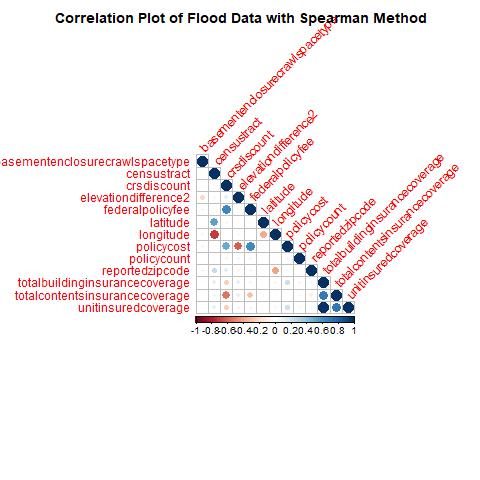 Correlation Plot of Flood Data with Spearman Method
basementenclosurecrawlspacetype
censustract
crsdiscount
elevationdifference2
federalpolicyfee
latitude
longitude
policycost
policycount
reportedzipcode
totalbuildinginsurancecoverage
totalcontentsinsurancecoverage
unitinsuredcoverage
basementenclosurecrawlspacetype
censustract
crsdiscount
elevationdifference2
federalpolicyfee
latitude
longitude
policycost
policycount
reportedzipcode
totalbuildinginsurancecoverage
totalcontentsinsurancecoverage
unitinsuredcoverage
-1 -0.8 -0.6 -0.4 -0.2 0 0.2 0.4 0.6 0.8 1